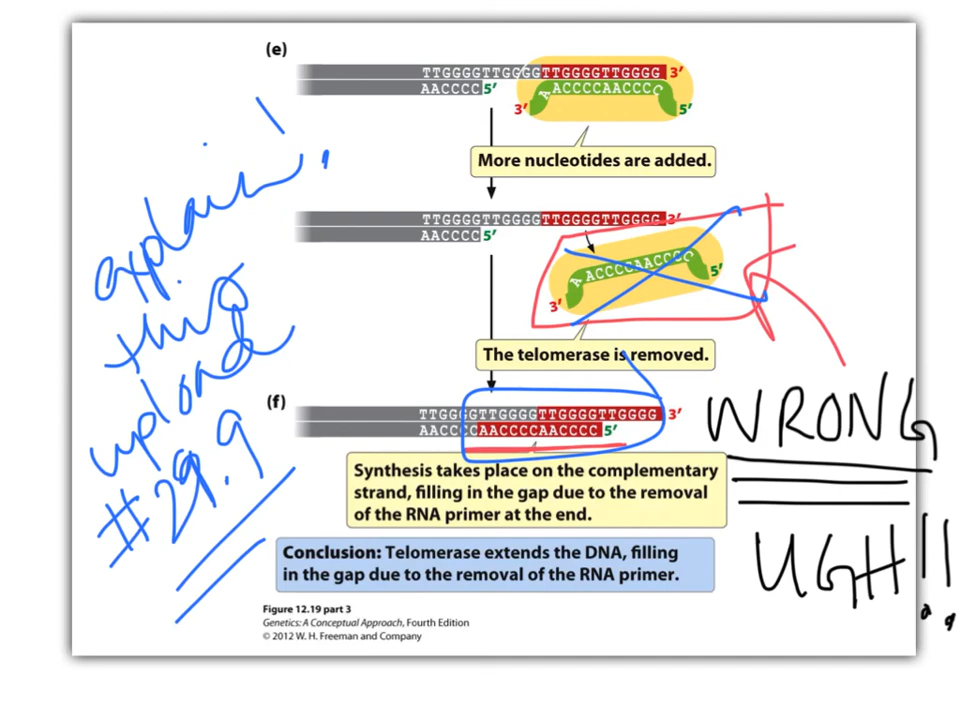 (e)
TTGGGGTTGGGGTTGGGGTTGGGG 3′
AACCCC 5′
A ACCCCAACCCC
3′ 5′
explain!
More nucleotides are added.
TTGGGGTTGGGGTTGGGGTTGGGG 3′
AACCCC 5′
A ACCCCAACCCC 5′
3′
this
upload
#29.9
The telomerase is removed.
(f)
TTGGGGTTGGGGTTGGGGTTGGGG 3′
AACCCCAACCCCAACCCC 5′
WRONG
UGH!!
Synthesis takes place on the complementary
strand, filling in the gap due to the removal
of the RNA primer at the end.
Conclusion: Telomerase extends the DNA, filling
in the gap due to the removal of the RNA primer.
Figure 12.19 part 3
Genetics: A Conceptual Approach, Fourth Edition
© 2012 W. H. Freeman and Company